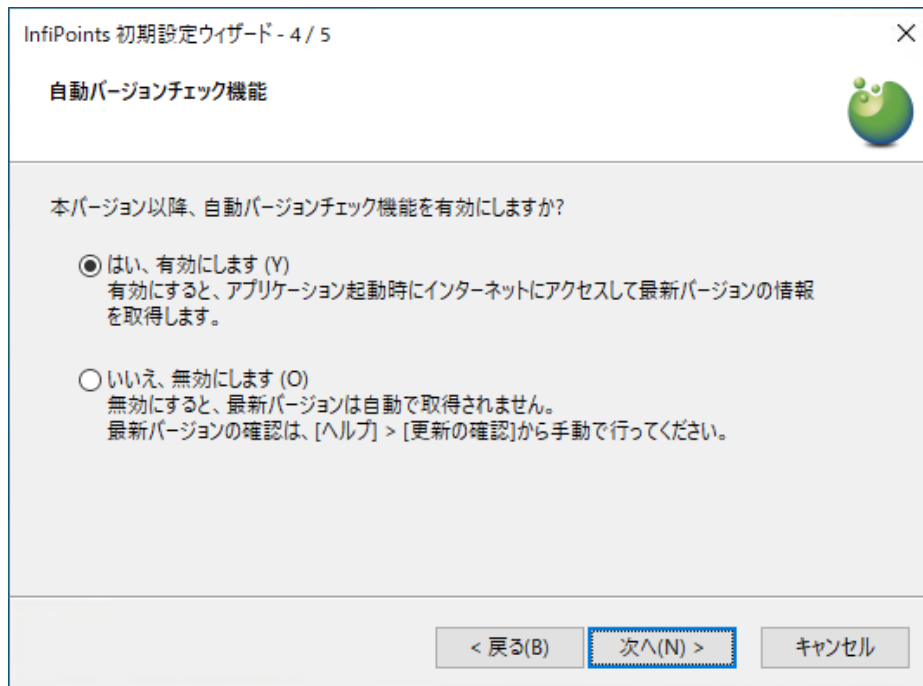 InfiPoints 初期設定ウィザード - 4 / 5
自動バージョンチェック機能
本バージョン以降、自動バージョンチェック機能を有効にしますか?
はい、有効にします (Y)
有効にすると、アプリケーション起動時にインターネットにアクセスして最新バージョンの情報
を取得します。
いいえ、無効にします (O)
無効にすると、最新バージョンは自動で取得されません。
最新バージョンの確認は、[ヘルプ] > [更新の確認]から手動で行ってください。
< 戻る(B)
次へ(N) >
キャンセル